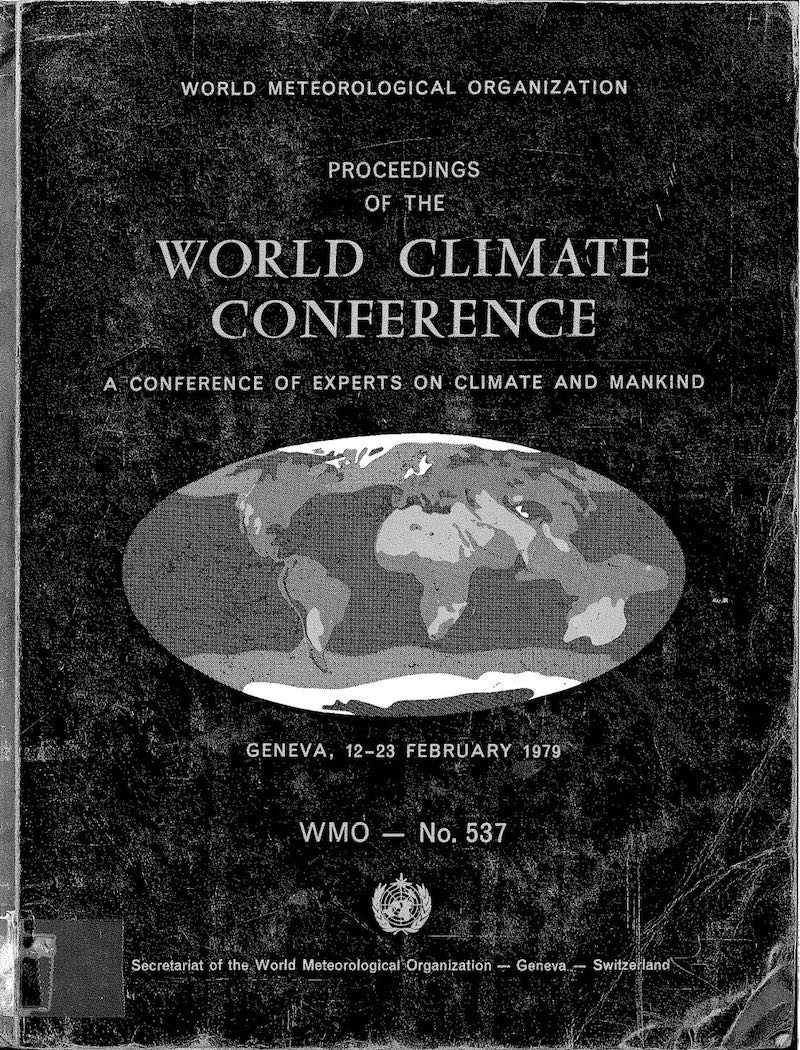 WORLD METEOROLOGICAL ORGANIZATION
PROCEEDINGS
OF THE
WORLD CLIMATE
CONFERENCE
A CONFERENCE OF EXPERTS ON CLIMATE AND MANKIND
GENEVA, 12–23 FEBRUARY 1979
WMO — No. 537
Secretariat of the World Meteorological Organization — Geneva — Switzerland